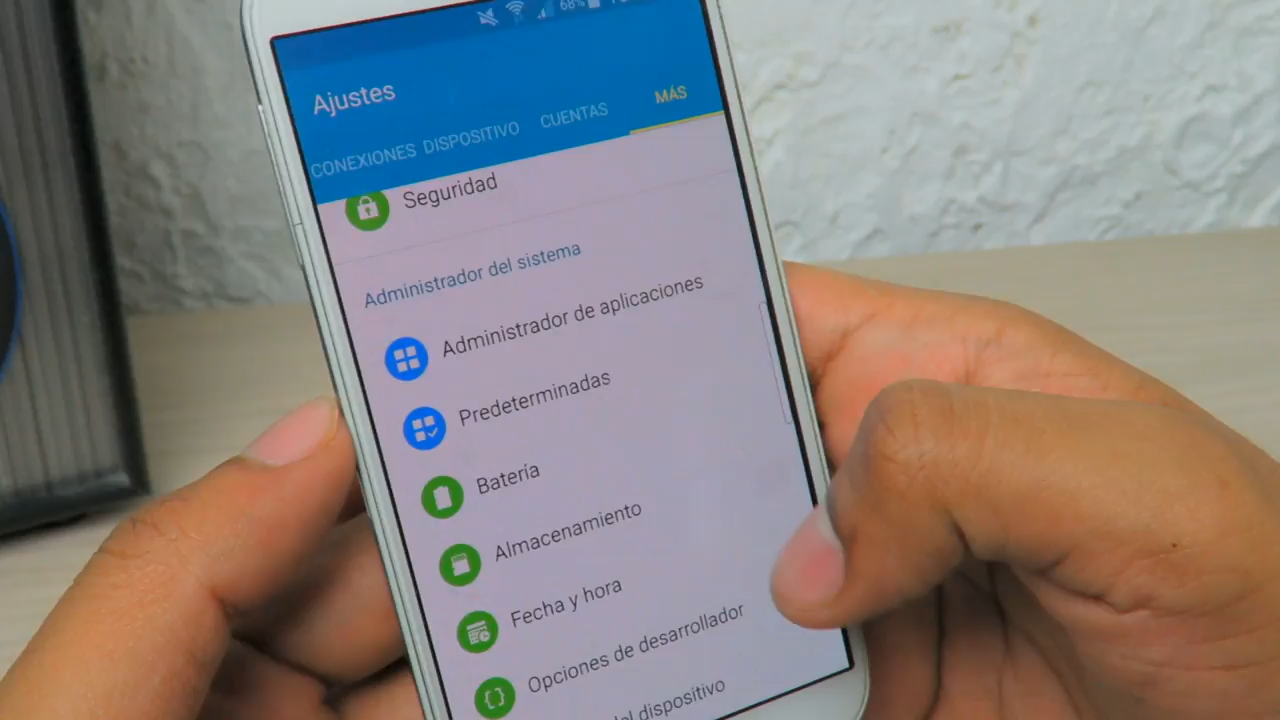 68%
Ajustes
CONEXIONES DISPOSITIVO CUENTAS MÁS
Seguridad
Administrador del sistema
Administrador de aplicaciones
Predeterminadas
Batería
Almacenamiento
Fecha y hora
Opciones de desarrollador
del dispositivo